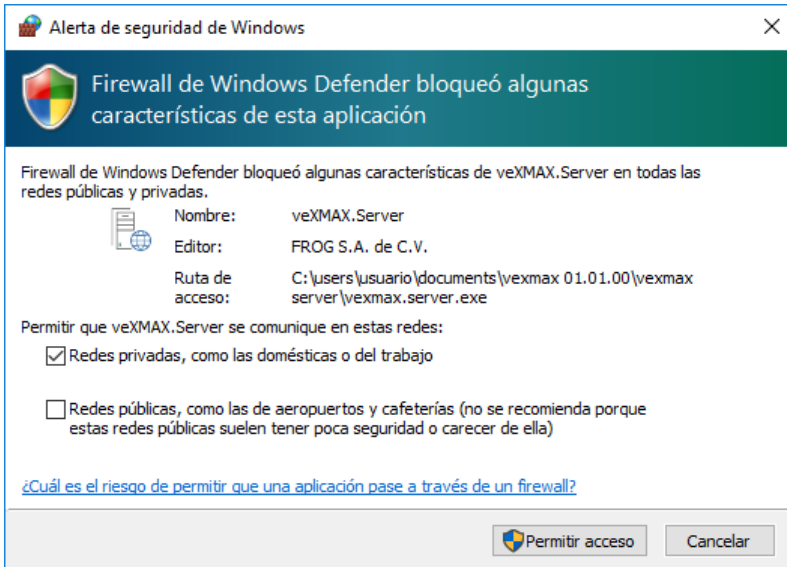 Alerta de seguridad de Windows
Firewall de Windows Defender bloqueó algunas
características de esta aplicación
Firewall de Windows Defender bloqueó algunas características de veXMAX.Server en todas las
redes públicas y privadas.
Nombre: veXMAX.Server
Editor: FROG S.A. de C.V.
Ruta de C:\users\usuario\documents\vexmax 01.01.00\vexmax
acceso: server\vexmax.server.exe
Permitir que veXMAX.Server se comunique en estas redes:
Redes privadas, como las domésticas o del trabajo
Redes públicas, como las de aeropuertos y cafeterías (no se recomienda porque
estas redes públicas suelen tener poca seguridad o carecer de ella)
¿Cuál es el riesgo de permitir que una aplicación pase a través de un firewall?
Permitir acceso Cancelar